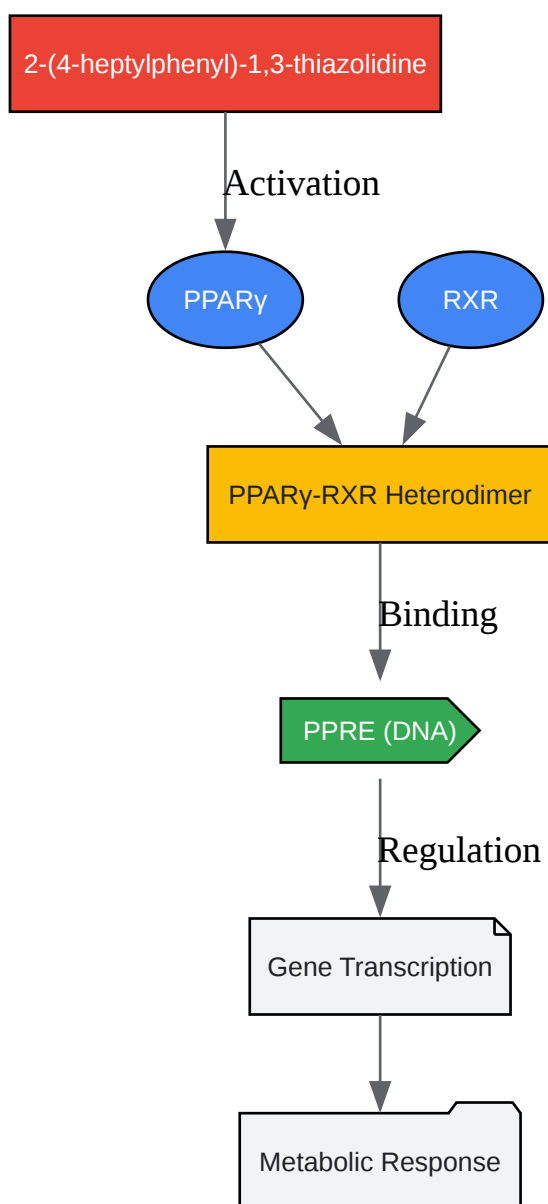 2-(4-heptylphenyl)-1,3-thiazolidine
Activation
PPARγ
RXR
PPARγ-RXR Heterodimer
Binding
PPRE (DNA)
Regulation
Gene Transcription
Metabolic Response